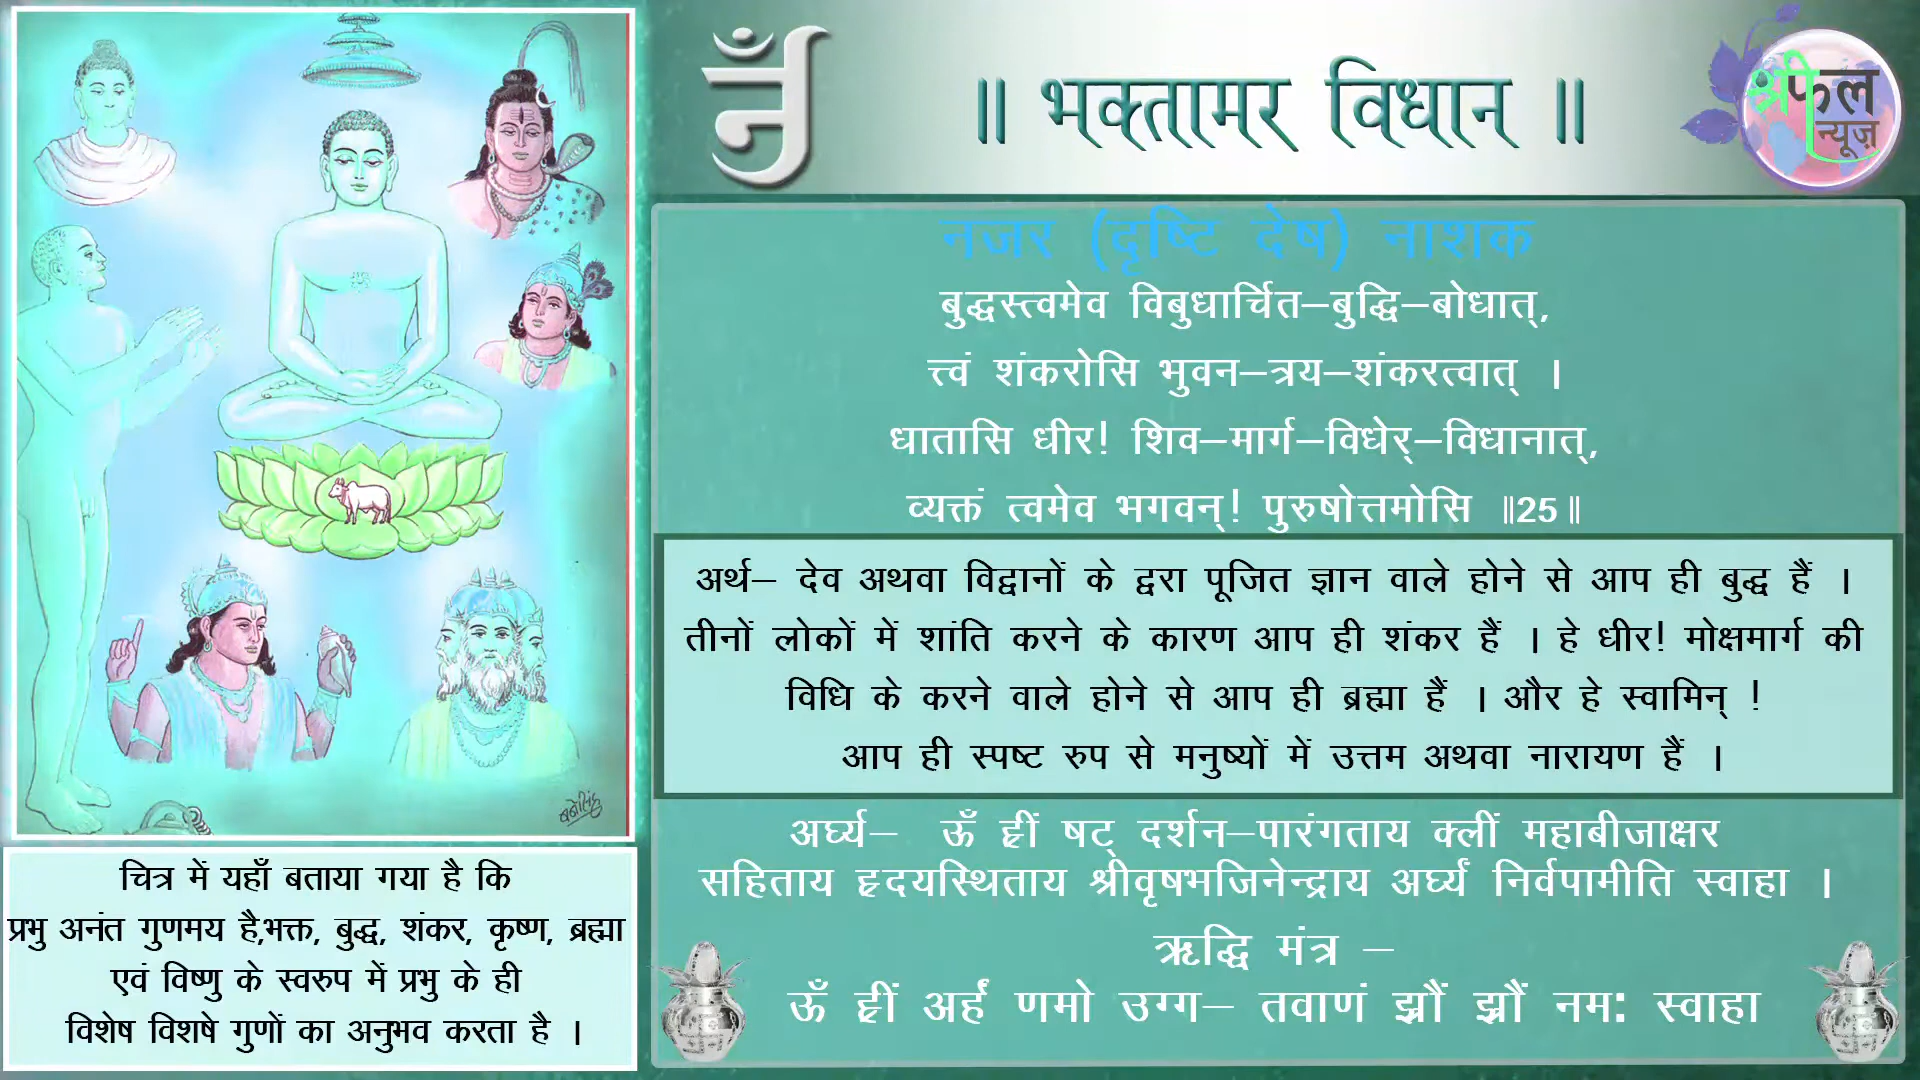 ॥ भक्तामर विधान ॥
श्रीफल
न्यूज़
नजर (दृष्टि देष) नाशक
बुद्धस्त्वमेव विबुधार्चित–बुद्धि–बोधात्,
त्त्वं शंकरोसि भुवन–त्रय–शंकरत्वात् ।
धातासि धीर! शिव–मार्ग–विधेर्–विधानात्,
व्यक्तं त्वमेव भगवन्! पुरुषोत्तमोसि ॥25॥
अर्थ– देव अथवा विद्वानों के द्वरा पूजित ज्ञान वाले होने से आप ही बुद्ध हैं ।
तीनों लोकों में शांति करने के कारण आप ही शंकर हैं । हे धीर! मोक्षमार्ग की
विधि के करने वाले होने से आप ही ब्रह्मा हैं । और हे स्वामिन् !
आप ही स्पष्ट रुप से मनुष्यों में उत्तम अथवा नारायण हैं ।
अर्घ्य– ऊँ ह्रीं षट् दर्शन–पारंगताय क्लीं महाबीजाक्षर
सहिताय हृदयस्थिताय श्रीवृषभजिनेन्द्राय अर्घ्यं निर्वपामीति स्वाहा ।
ऋद्धि मंत्र –
ऊँ ह्रीं अर्हं णमो उग्ग– तवाणं झ्रौं झ्रौं नम: स्वाहा
चित्र में यहाँ बताया गया है कि
प्रभु अनंत गुणमय है,भक्त, बुद्ध, शंकर, कृष्ण, ब्रह्मा
एवं विष्णु के स्वरुप में प्रभु के ही
विशेष विशषे गुणों का अनुभव करता है ।